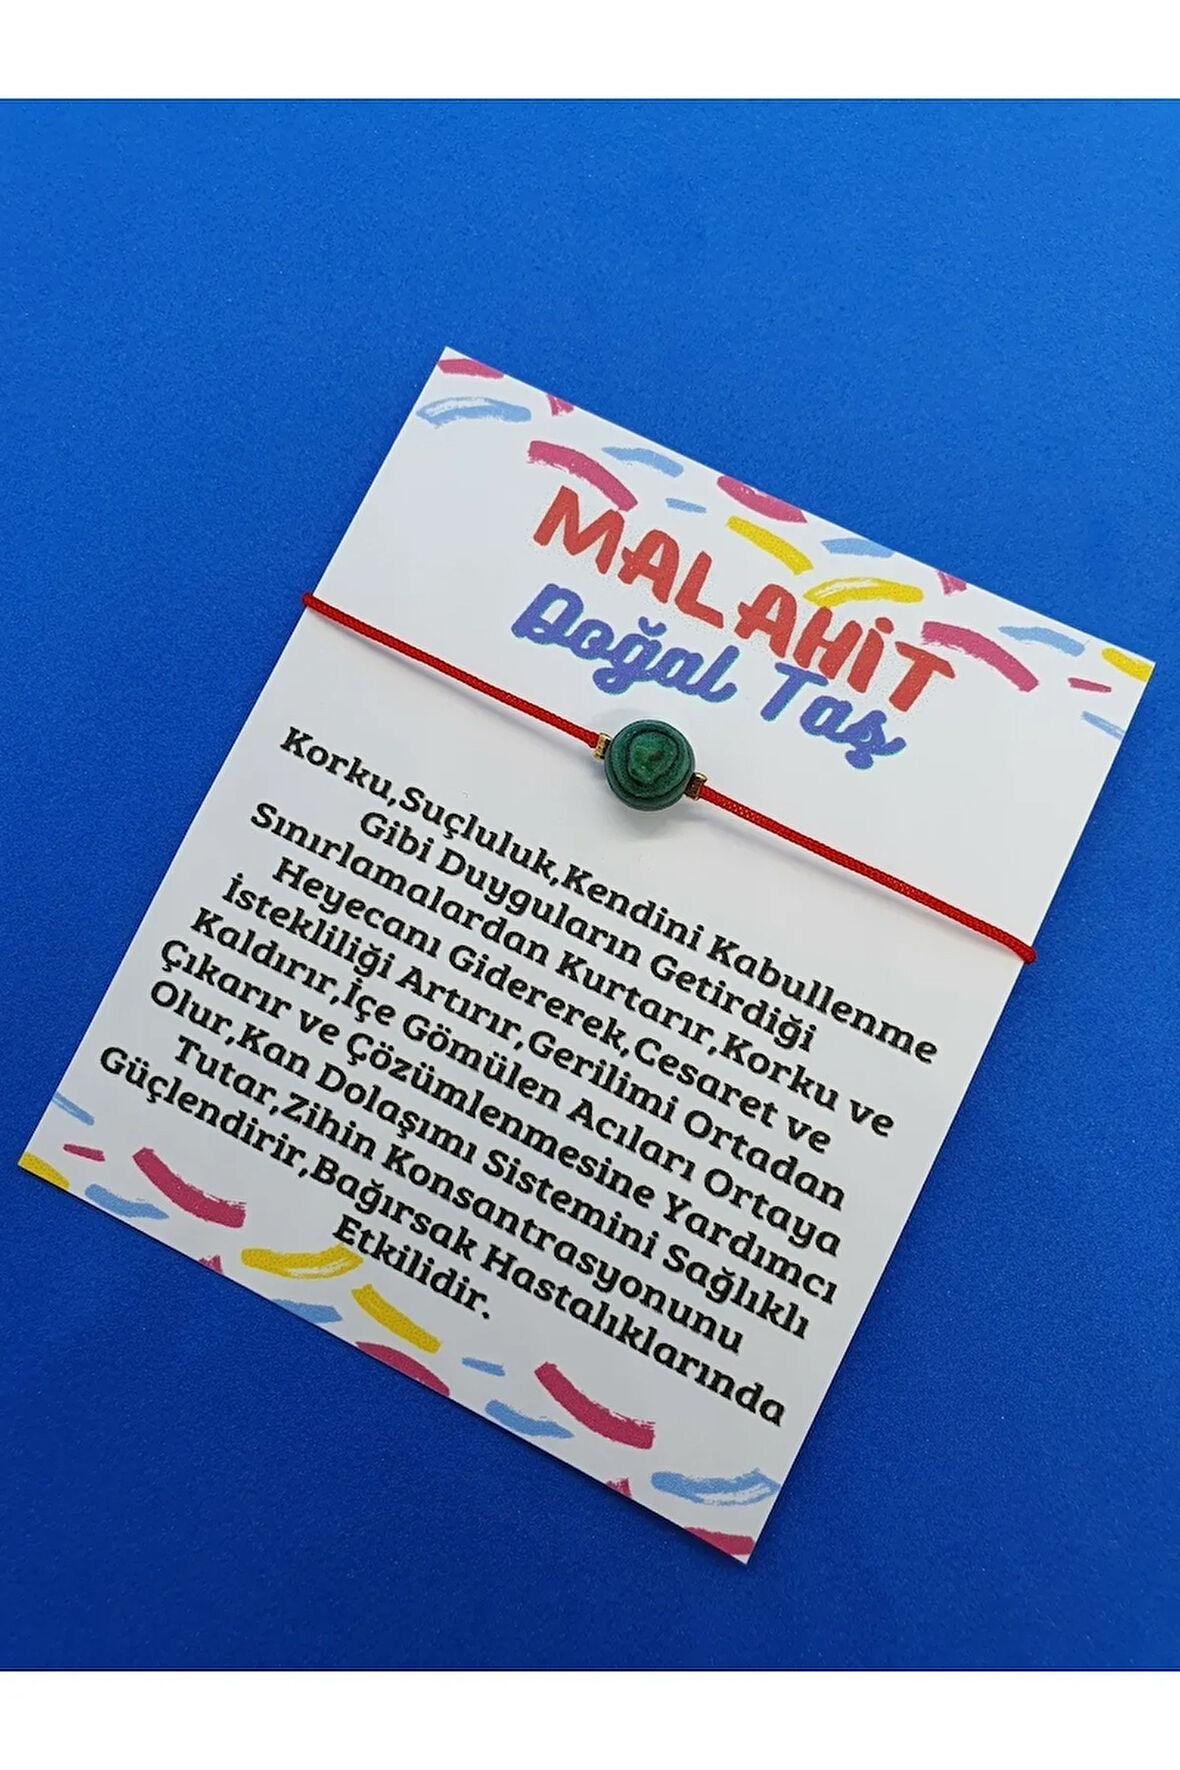 MALAHİT
Doğal Taş
Korku,Suçluluk,Kendini Kabullenme
Gibi Duyguların Getirdiği
Sınırlamalardan Kurtarır,Korku ve
Heyecanı Gidererek,Cesaret ve
İstekliliği Artırır,Gerilimi Ortadan
Kaldırır,İçe Gömülen Acıları Ortaya
Çıkarır ve Çözümlenmesine Yardımcı
Olur,Kan Dolaşımı Sistemini Sağlıklı
Tutar,Zihin Konsantrasyonunu
Güçlendirir,Bağırsak Hastalıklarında
Etkilidir.